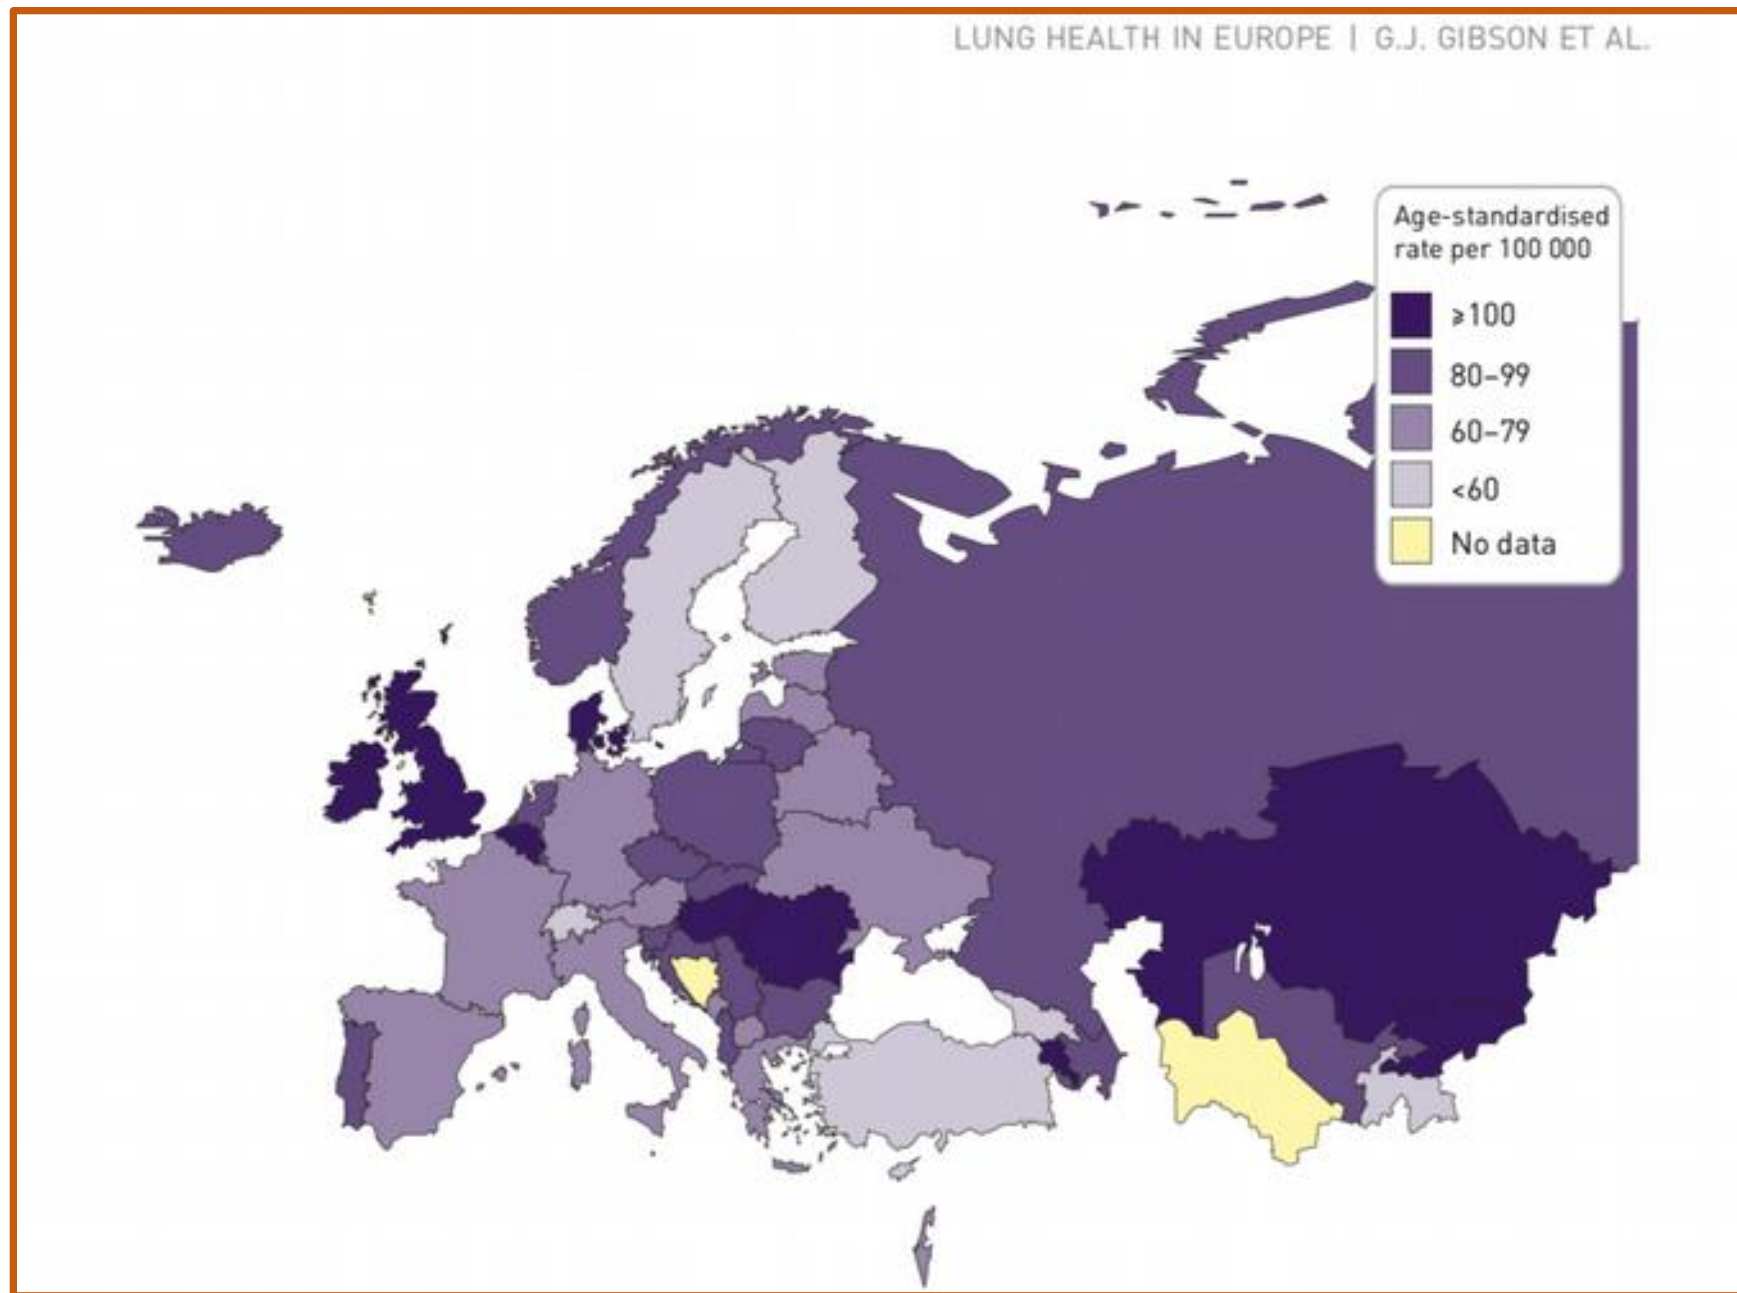 LUNG HEALTH IN EUROPE | G.J. GIBSON ET AL.
Age-standardised
rate per 100 000
⩾100
80–99
60–79
<60
No data